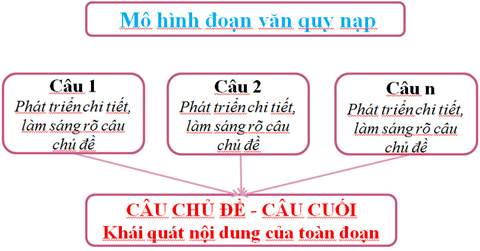 Mô hình đoạn văn quy nạp
Câu 1
Phát triển chi tiết,
làm sáng rõ câu
chủ đề
Câu 2
Phát triển chi tiết,
làm sáng rõ câu
chủ đề
Câu n
Phát triển chi tiết,
làm sáng rõ câu
chủ đề
CÂU CHỦ ĐỀ - CÂU CUỐI
Khái quát nội dung của toàn đoạn